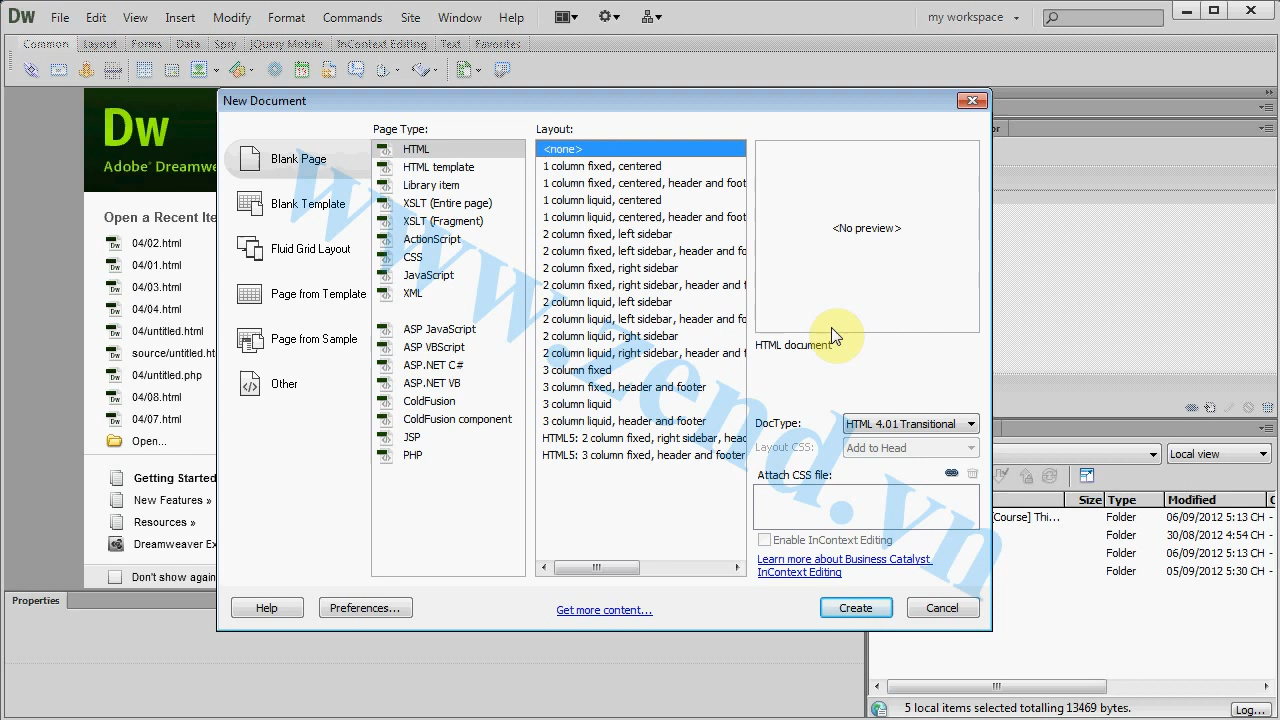 Dw File Edit View Insert Modify Format Commands Site Window Help my workspace
Common
Favorites
New Document
Page Type:
Layout:
Blank Page
Blank Template
Fluid Grid Layout
Page from Template
Page from Sample
Other
HTML
HTML template
Library item
XSLT (Entire page)
XSLT (Fragment)
ActionScript
CSS
JavaScript
XML
ASP JavaScript
ASP VBScript
ASP.NET C#
ASP.NET VB
ColdFusion
ColdFusion component
JSP
PHP
<none>
1 column fixed, centered
1 column fixed, centered, header and foot
1 column liquid, centered
1 column liquid, centered, header and foot
2 column fixed, left sidebar
2 column fixed, left sidebar, header and fo
2 column fixed, right sidebar
2 column fixed, right sidebar, header and f
2 column liquid, left sidebar
2 column liquid, left sidebar, header and f
2 column liquid, right sidebar
2 column liquid, right sidebar, header and
3 column fixed
3 column fixed, header and footer
3 column liquid
3 column liquid, header and footer
HTML5: 2 column fixed, right sidebar, head
HTML5: 3 column fixed, header and footer
<No preview>
HTML document
DocType: HTML 4.01 Transitional
Layout CSS: Add to Head
Attach CSS file:
Enable InContext Editing
Learn more about Business Catalyst
InContext Editing
Help
Preferences...
Get more content...
Create
Cancel
Dw
Adobe® Dreamwe
Open a Recent Ite
04/02.html
04/01.html
04/03.html
04/04.html
04/untitled.html
source/untitled.ht
04/untitled.php
04/08.html
04/07.html
Open...
Getting Started
New Features »
Resources »
Dreamweaver Ex
Don't show again
Properties
Local view
Size Type Modified
[Course] Thi... Folder 06/09/2012 5:13 CH -
Folder 30/08/2012 4:54 CH -
Folder 06/09/2012 5:13 CH -
Folder 05/09/2012 5:30 CH -
5 local items selected totalling 13469 bytes.
Log...
www.zend.vn